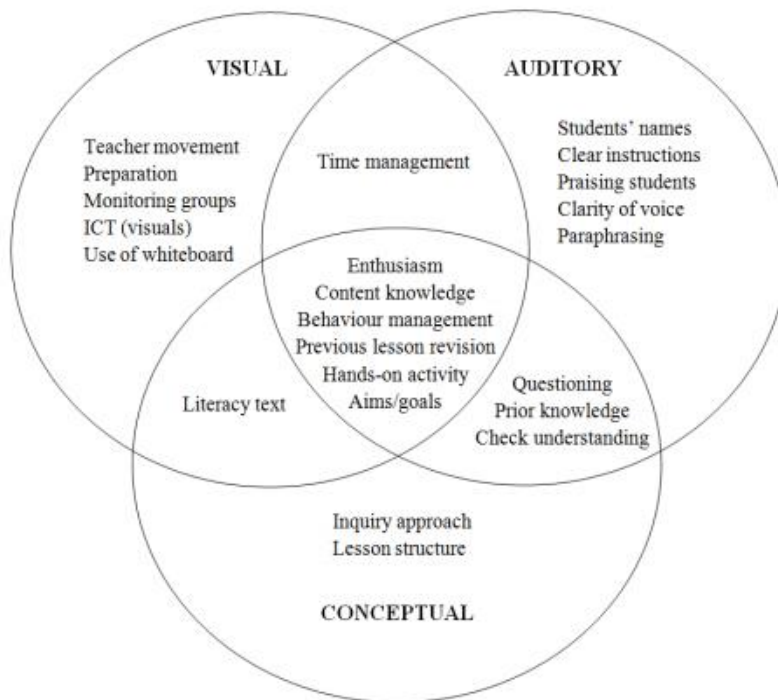 VISUAL
AUDITORY
Teacher movement
Preparation
Monitoring groups
ICT (visuals)
Use of whiteboard
Time management
Students’ names
Clear instructions
Praising students
Clarity of voice
Paraphrasing
Enthusiasm
Content knowledge
Behaviour management
Previous lesson revision
Hands-on activity
Aims/goals
Literacy text
Questioning
Prior knowledge
Check understanding
Inquiry approach
Lesson structure
CONCEPTUAL